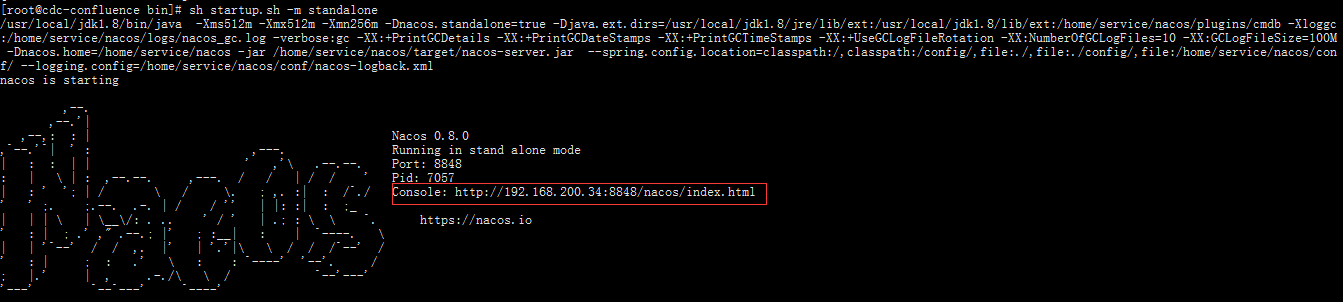 [root@cdc-confluence bin]# sh startup.sh -m standalone
/usr/local/jdk1.8/bin/java  -Xms512m -Xmx512m -Xmn256m -Dnacos.standalone=true -Djava.ext.dirs=/usr/local/jdk1.8/jre/lib/ext:/usr/local/jdk1.8/lib/ext:/home/service/nacos/plugins/cmdb -Xloggc
:/home/service/nacos/logs/nacos_gc.log -verbose:gc -XX:+PrintGCDetails -XX:+PrintGCDateStamps -XX:+PrintGCTimeStamps -XX:+UseGCLogFileRotation -XX:NumberOfGCLogFiles=10 -XX:GCLogFileSize=100M
 -Dnacos.home=/home/service/nacos -jar /home/service/nacos/target/nacos-server.jar  --spring.config.location=classpath:/,classpath:/config/,file:./,file:./config/,file:/home/service/nacos/con
f/ --logging.config=/home/service/nacos/conf/nacos-logback.xml
nacos is starting
Nacos 0.8.0
Running in stand alone mode
Port: 8848
Pid: 7057
Console: http://192.168.200.34:8848/nacos/index.html
https://nacos.io